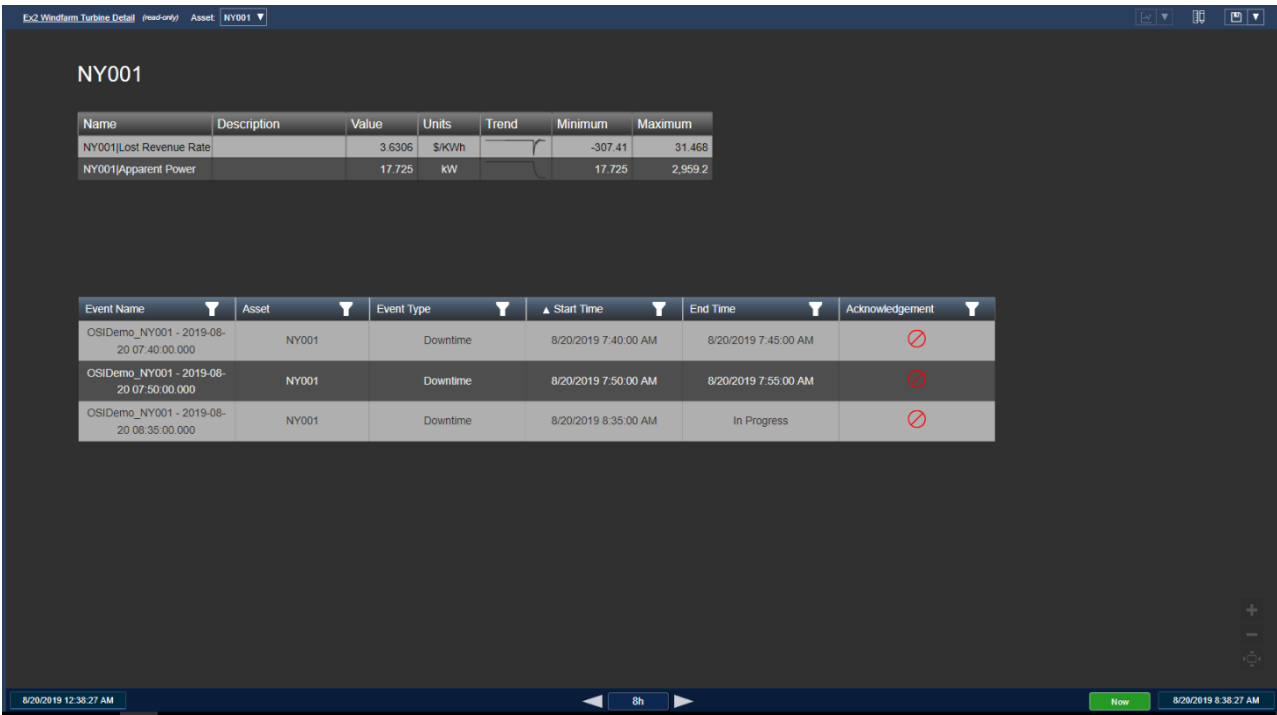 Ex2 Windfarm Turbine Detail (read-only) Asset: NY001 ▼
NY001
Name Description Value Units Trend Minimum Maximum
NY001|Lost Revenue Rate 3.6306 $/KWh -307.41 31.468
NY001|Apparent Power 17.725 kW 17.725 2,959.2
Event Name Asset Event Type ▲ Start Time End Time Acknowledgement
OSIDemo_NY001 - 2019-08-
20 07:40:00.000 NY001 Downtime 8/20/2019 7:40:00 AM 8/20/2019 7:45:00 AM
OSIDemo_NY001 - 2019-08-
20 07:50:00.000 NY001 Downtime 8/20/2019 7:50:00 AM 8/20/2019 7:55:00 AM
OSIDemo_NY001 - 2019-08-
20 08:35:00.000 NY001 Downtime 8/20/2019 8:35:00 AM In Progress
8/20/2019 12:38:27 AM 8h Now 8/20/2019 8:38:27 AM